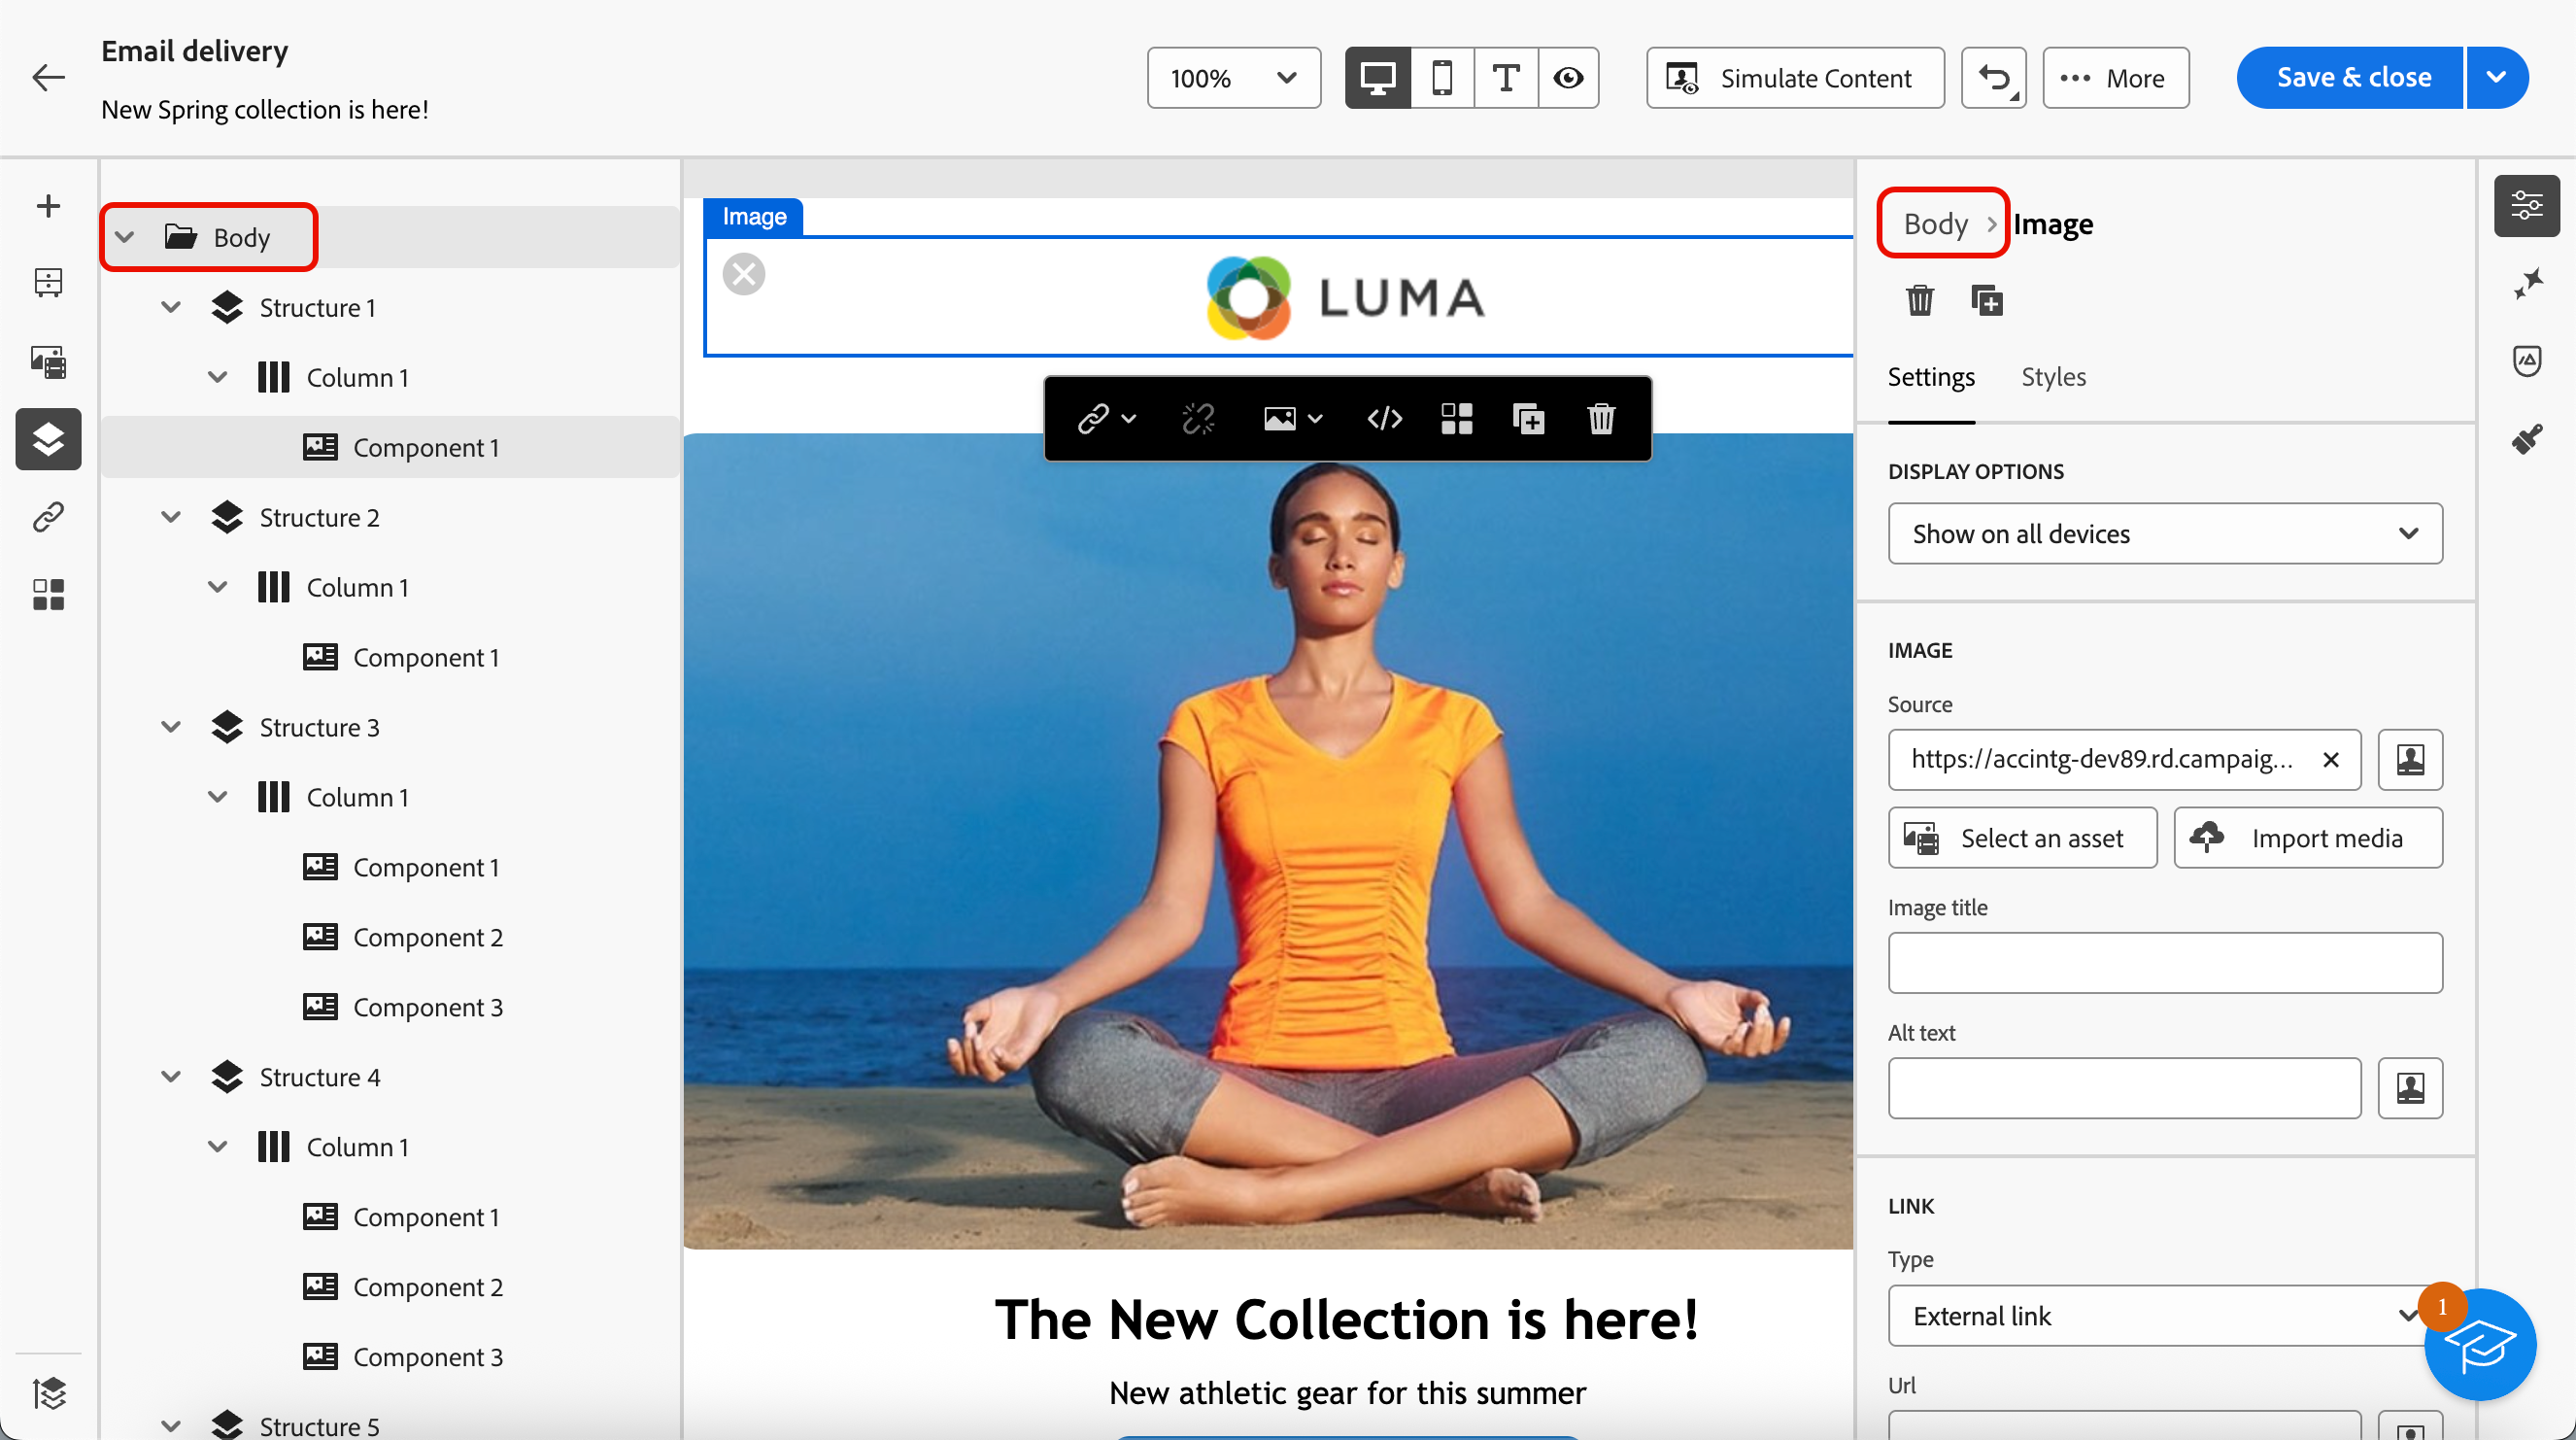 Email delivery
New Spring collection is here!
100%
Simulate Content
More
Save & close
Body
Structure 1
Column 1
Component 1
Structure 2
Column 1
Component 1
Structure 3
Column 1
Component 1
Component 2
Component 3
Structure 4
Column 1
Component 1
Component 2
Component 3
Structure 5
Image
LUMA
The New Collection is here!
New athletic gear for this summer
Body > Image
Settings Styles
DISPLAY OPTIONS
Show on all devices
IMAGE
Source
https://accintg-dev89.rd.campaig...
Select an asset Import media
Image title
Alt text
LINK
Type
External link
1
Url